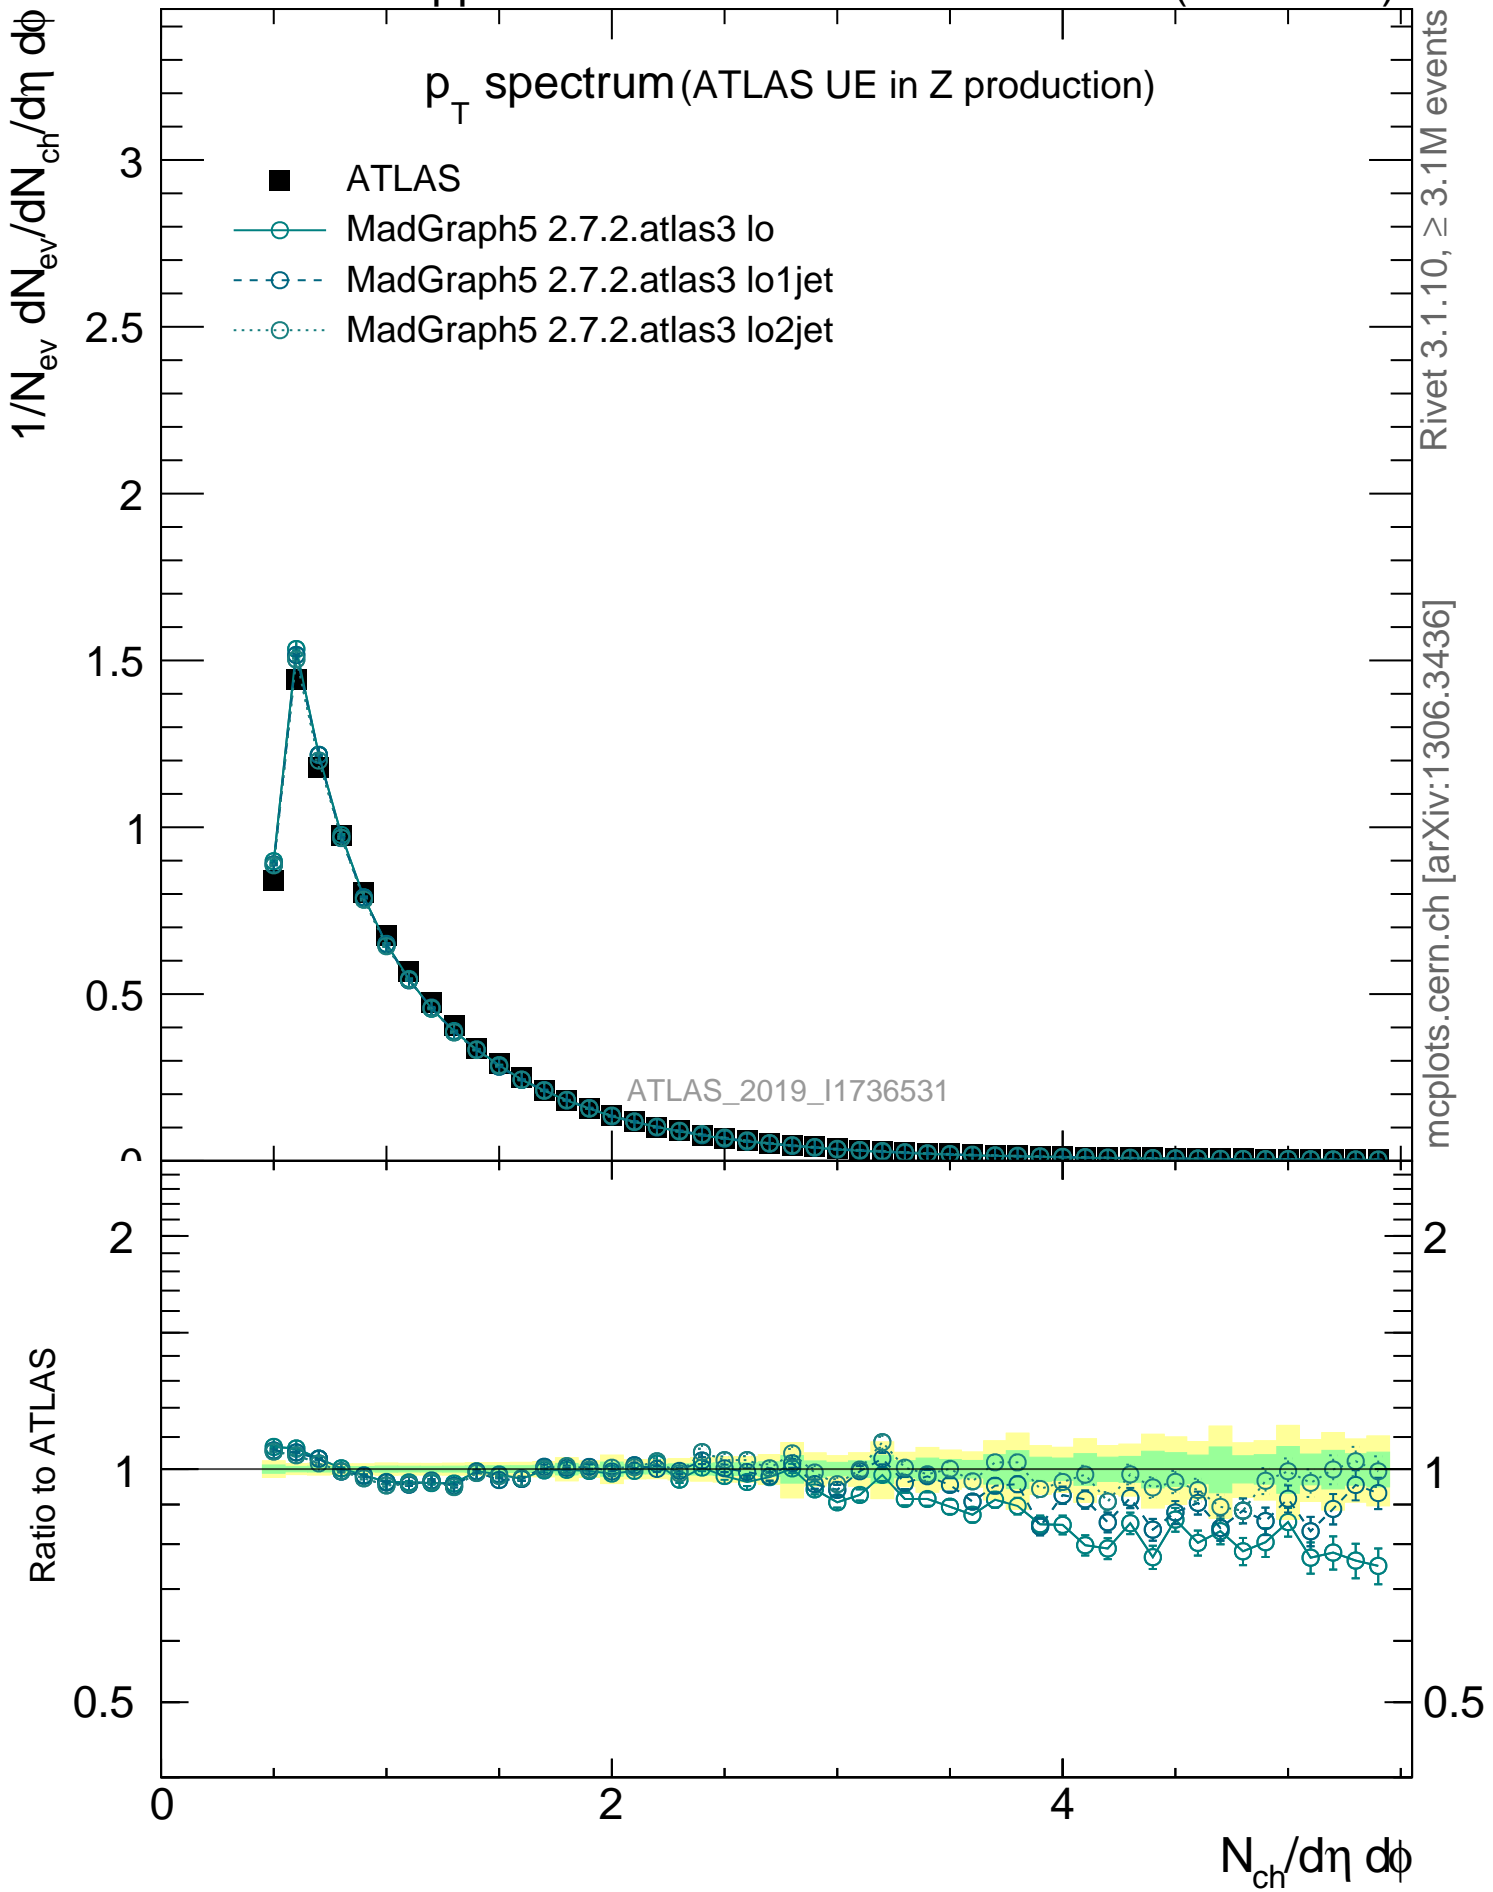 p_T spectrum (ATLAS UE in Z production)
ATLAS
MadGraph5 2.7.2.atlas3 lo
MadGraph5 2.7.2.atlas3 lo1jet
MadGraph5 2.7.2.atlas3 lo2jet
1/N_ev dN_ev/dN_ch/dη dϕ
3
2.5
2
1.5
1
0.5
0
ATLAS_2019_I1736531
Rivet 3.1.10, ≥ 3.1M events
mcplots.cern.ch [arXiv:1306.3436]
Ratio to ATLAS
2
1
0.5
2
1
0.5
0
2
4
N_ch/dη dϕ